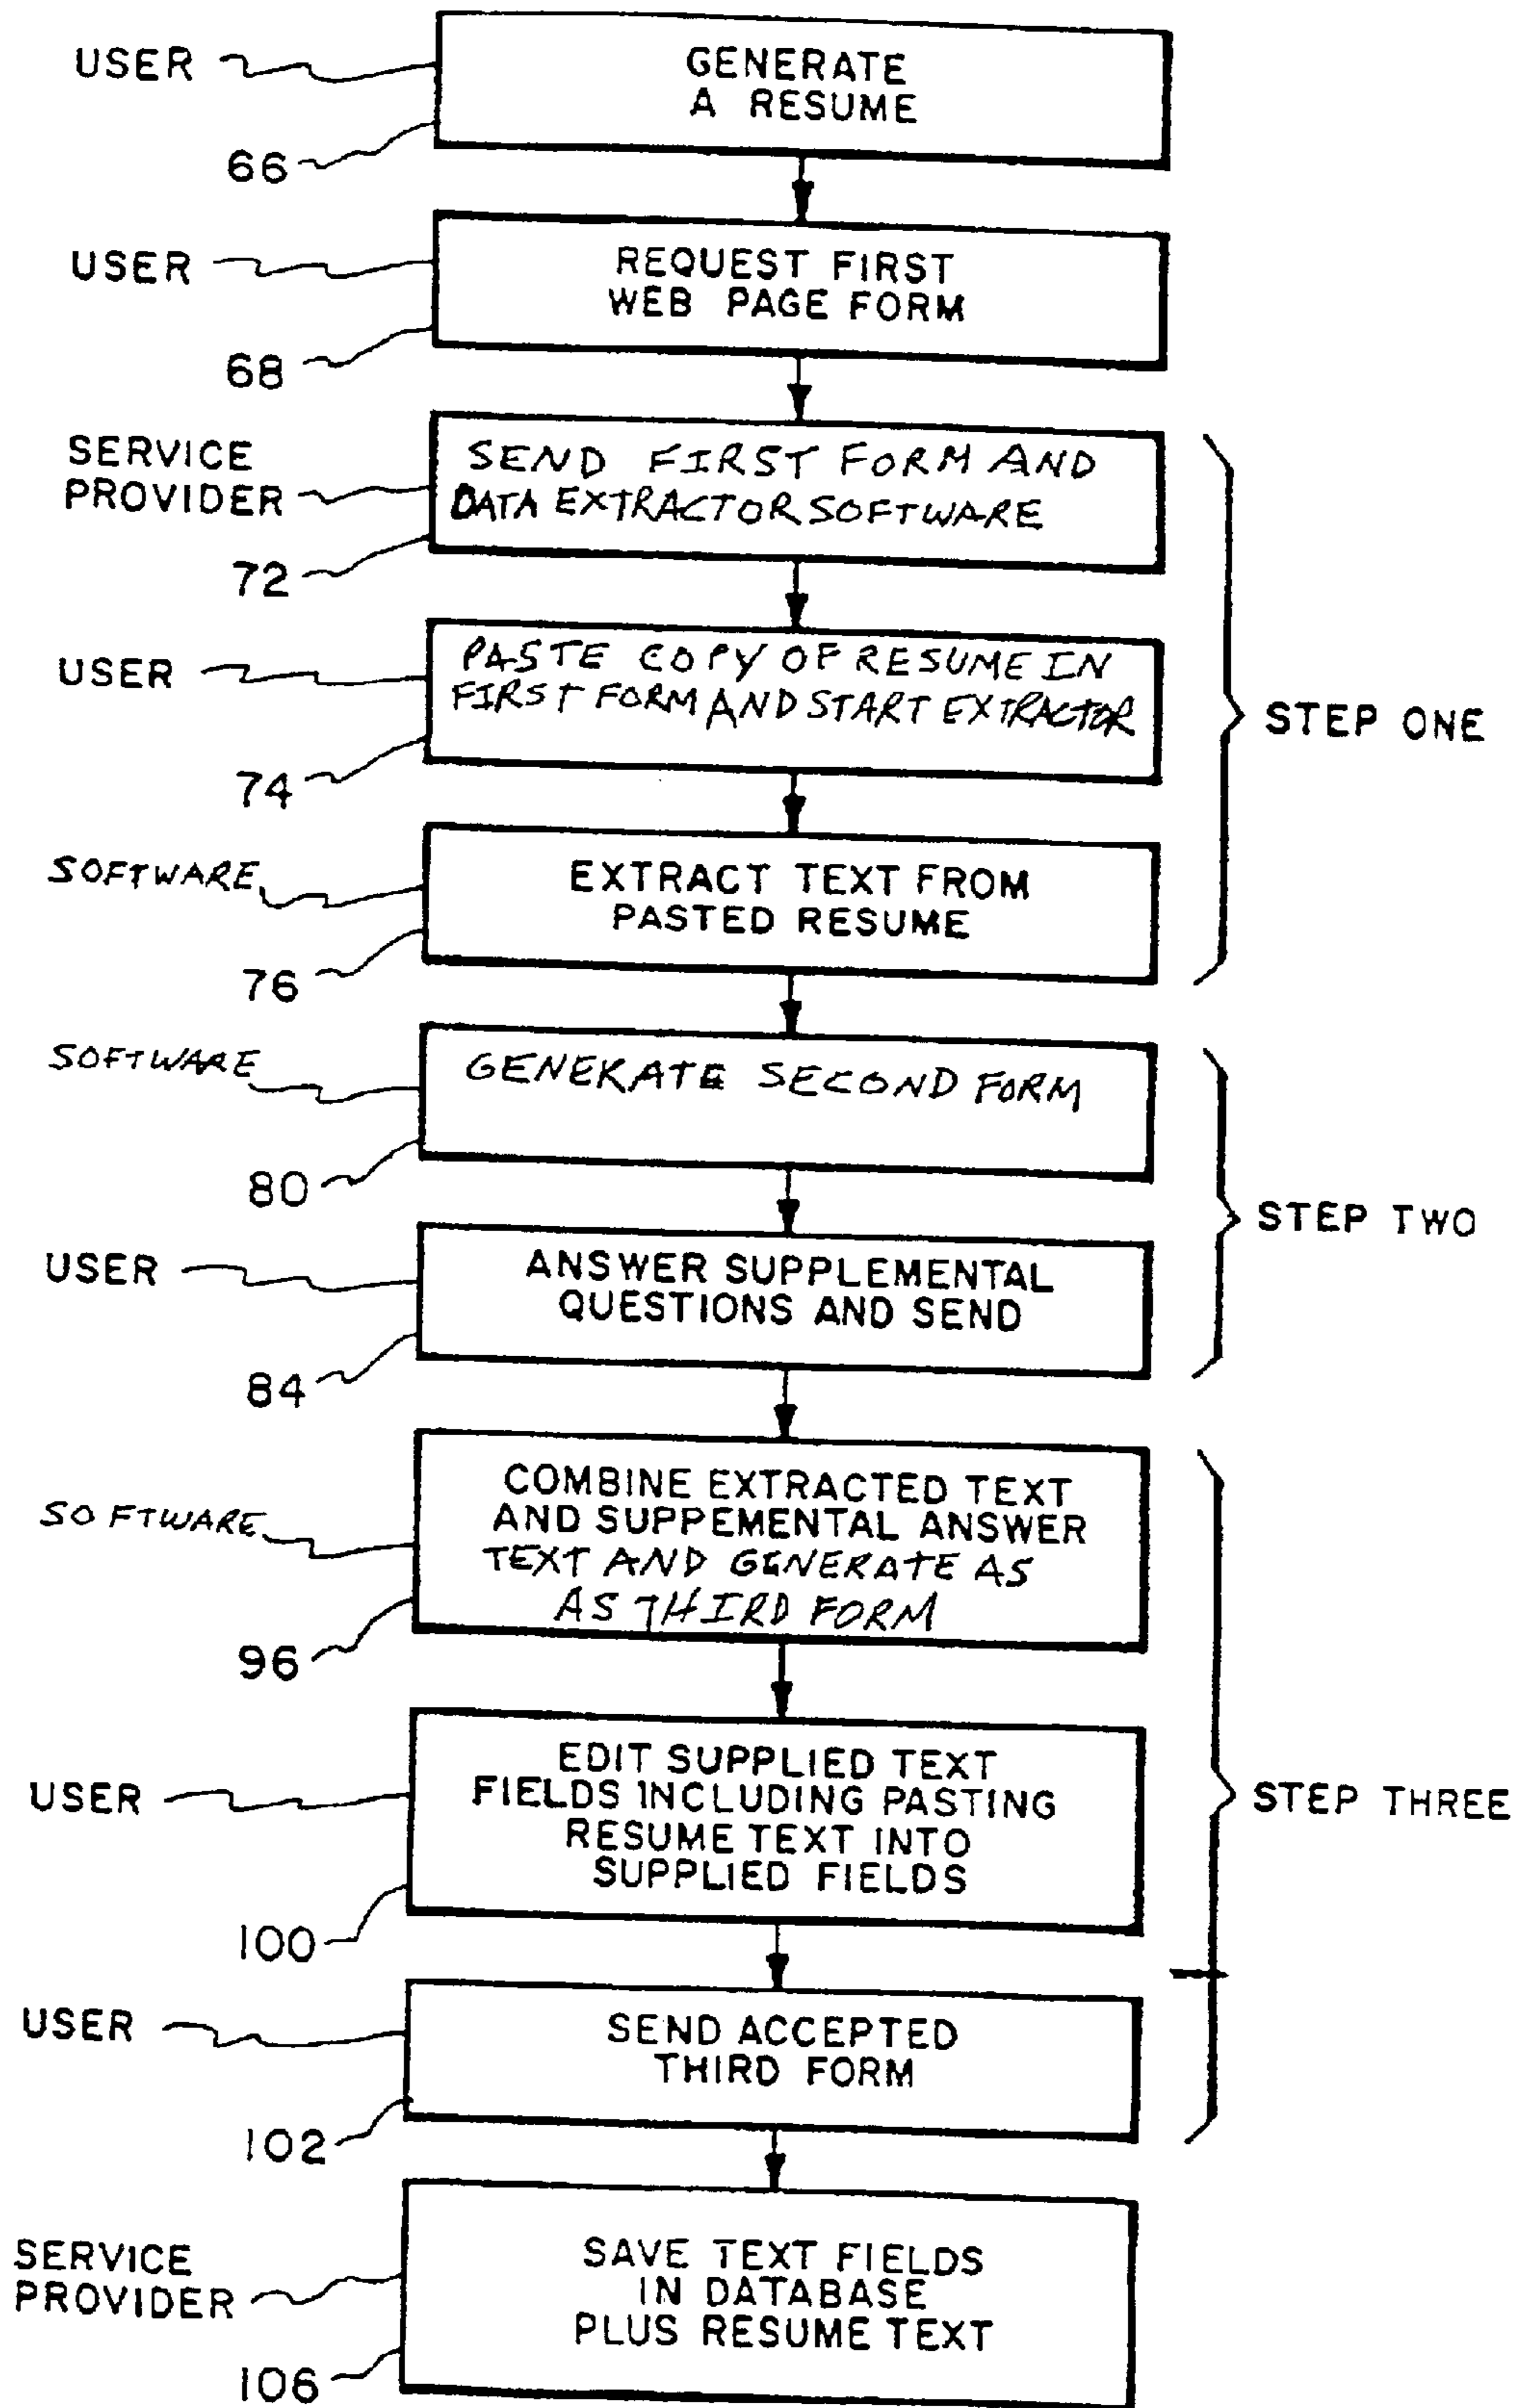 USER
GENERATE
A RESUME
66
USER
REQUEST FIRST
WEB PAGE FORM
68
SERVICE
PROVIDER
SEND FIRST FORM AND
DATA EXTRACTOR SOFTWARE
72
USER
PASTE COPY OF RESUME IN
FIRST FORM AND START EXTRACTOR
74
STEP ONE
SOFTWARE
EXTRACT TEXT FROM
PASTED RESUME
76
SOFTWARE
GENERATE SECOND FORM
80
STEP TWO
USER
ANSWER SUPPLEMENTAL
QUESTIONS AND SEND
84
SOFTWARE
COMBINE EXTRACTED TEXT
AND SUPPEMENTAL ANSWER
TEXT AND GENERATE AS
AS THIRD FORM
96
USER
EDIT SUPPLIED TEXT
FIELDS INCLUDING PASTING
RESUME TEXT INTO
SUPPLIED FIELDS
100
STEP THREE
USER
SEND ACCEPTED
THIRD FORM
102
SERVICE
PROVIDER
SAVE TEXT FIELDS
IN DATABASE
PLUS RESUME TEXT
106